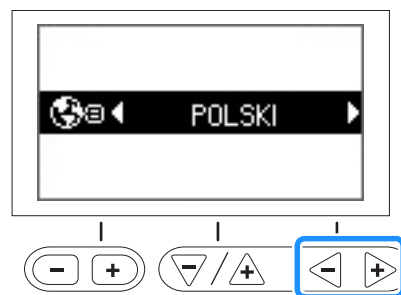 POLSKI
- + - / + - +